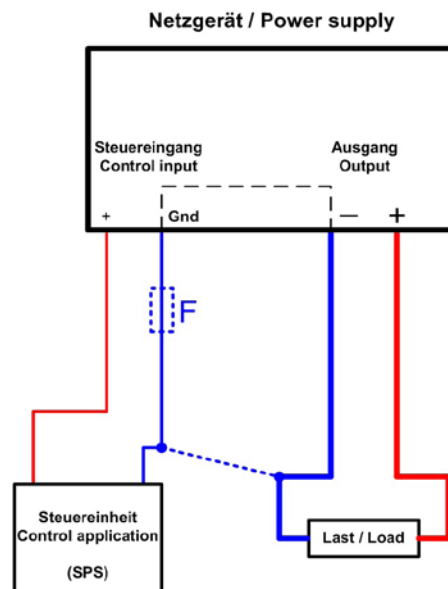 Netzgerät / Power supply
Steuereingang
Control input
Ausgang
Output
+
Gnd
—
+
F
Steuereinheit
Control application
(SPS)
Last / Load